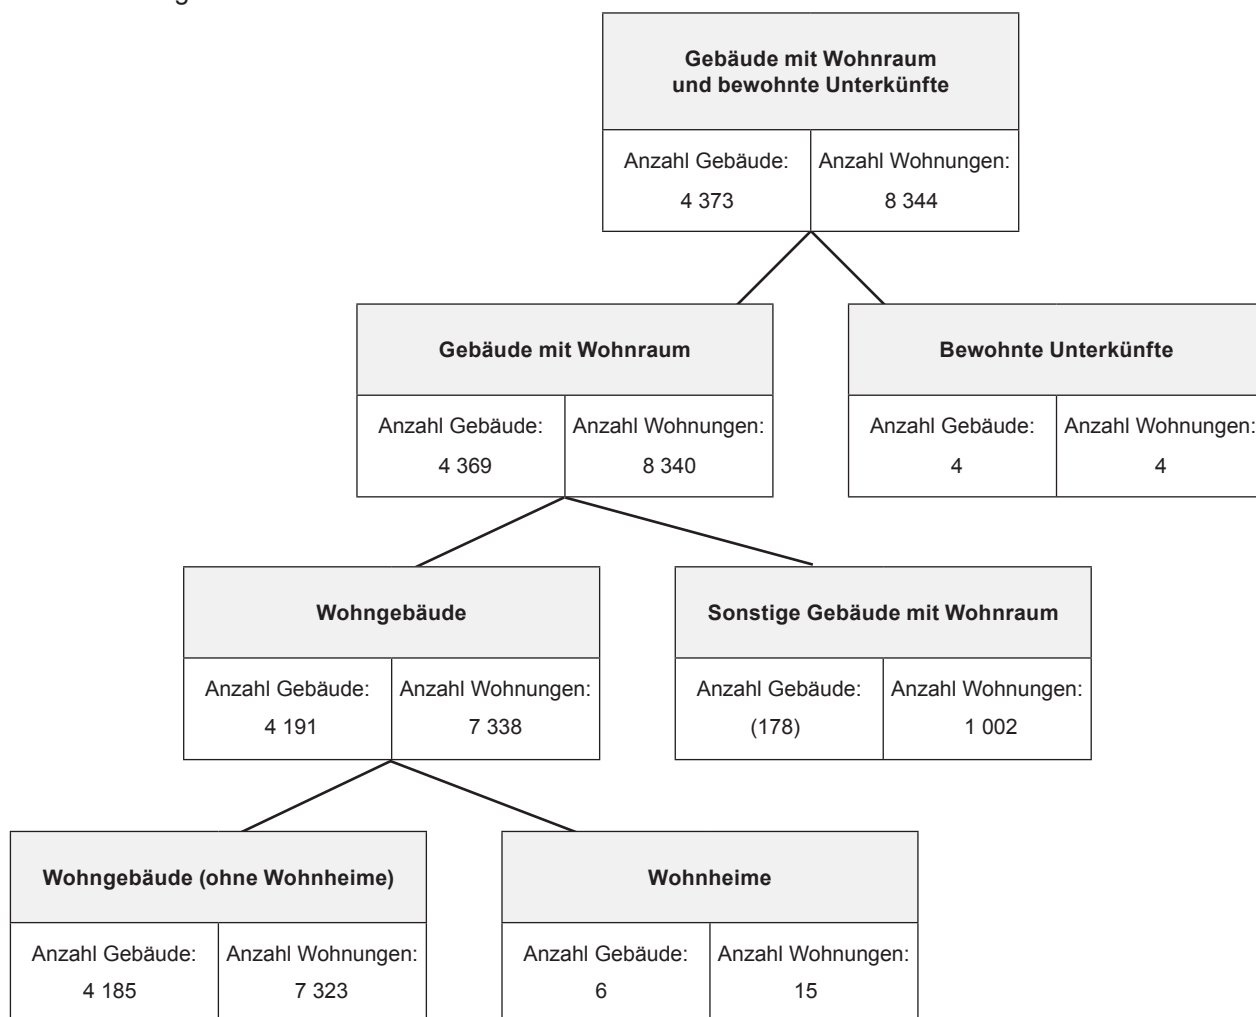 Gebäude mit Wohnraum
und bewohnte Unterkünfte
Anzahl Gebäude: Anzahl Wohnungen:
4 373 8 344
Gebäude mit Wohnraum
Anzahl Gebäude: Anzahl Wohnungen:
4 369 8 340
Bewohnte Unterkünfte
Anzahl Gebäude: Anzahl Wohnungen:
4 4
Wohngebäude
Anzahl Gebäude: Anzahl Wohnungen:
4 191 7 338
Sonstige Gebäude mit Wohnraum
Anzahl Gebäude: Anzahl Wohnungen:
(178) 1 002
Wohngebäude (ohne Wohnheime)
Anzahl Gebäude: Anzahl Wohnungen:
4 185 7 323
Wohnheime
Anzahl Gebäude: Anzahl Wohnungen:
6 15